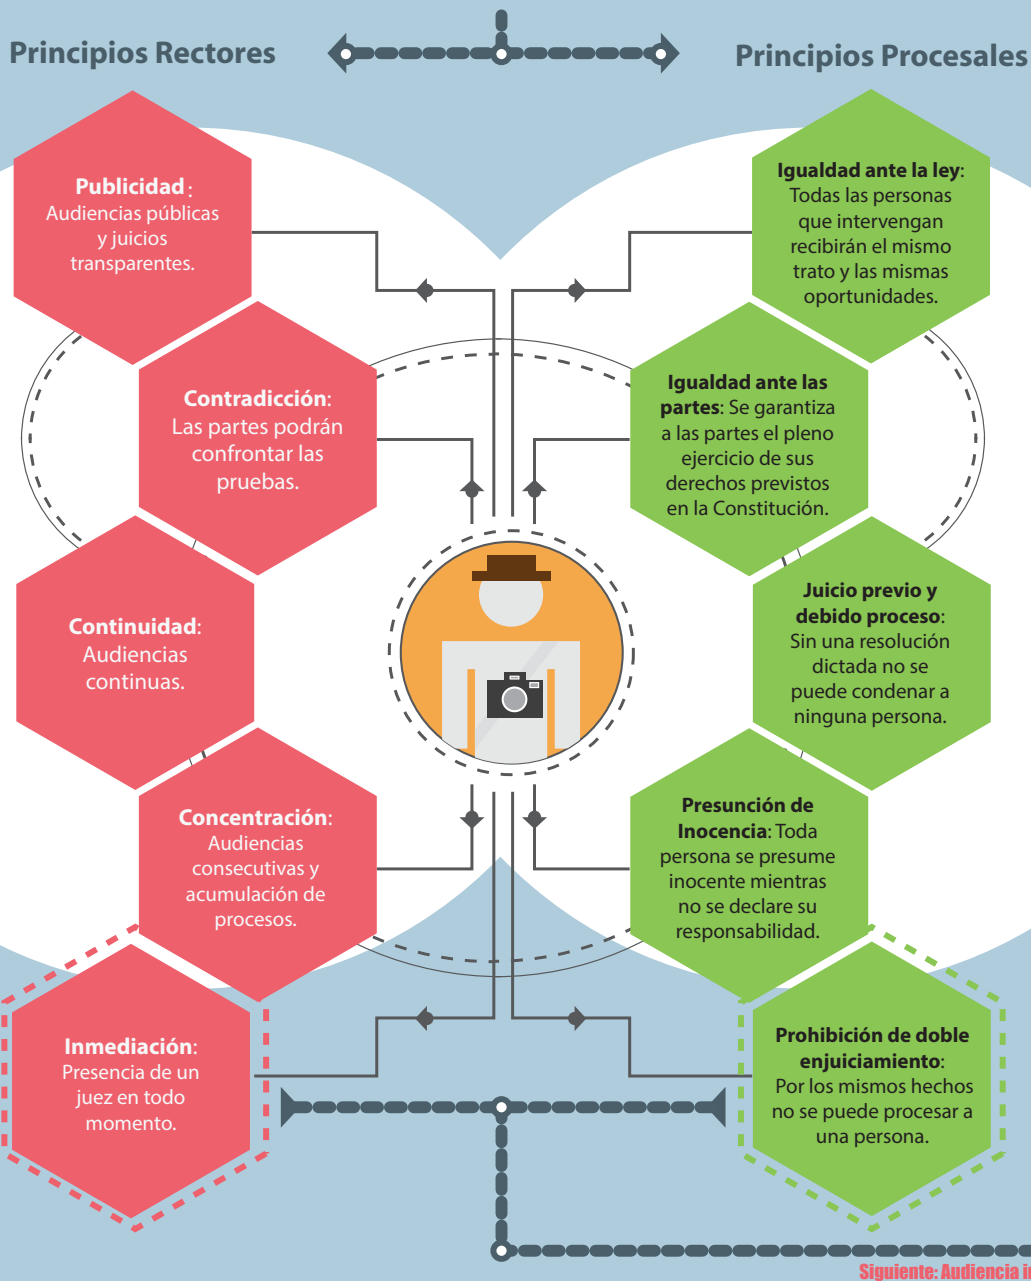 Principios Rectores
Principios Procesales
Publicidad :
Audiencias públicas
y juicios
transparentes.
Contradicción:
Las partes podrán
confrontar las
pruebas.
Continuidad:
Audiencias
continuas.
Concentración:
Audiencias
consecutivas y
acumulación de
procesos.
Inmediación:
Presencia de un
juez en todo
momento.
Igualdad ante la ley:
Todas las personas
que intervengan
recibirán el mismo
trato y las mismas
oportunidades.
Igualdad ante las
partes: Se garantiza
a las partes el pleno
ejercicio de sus
derechos previstos
en la Constitución.
Juicio previo y
debido proceso:
Sin una resolución
dictada no se
puede condenar a
ninguna persona.
Presunción de
Inocencia: Toda
persona se presume
inocente mientras
no se declare su
responsabilidad.
Prohibición de doble
enjuiciamiento:
Por los mismos hechos
no se puede procesar a
una persona.
Siguiente: Audiencia